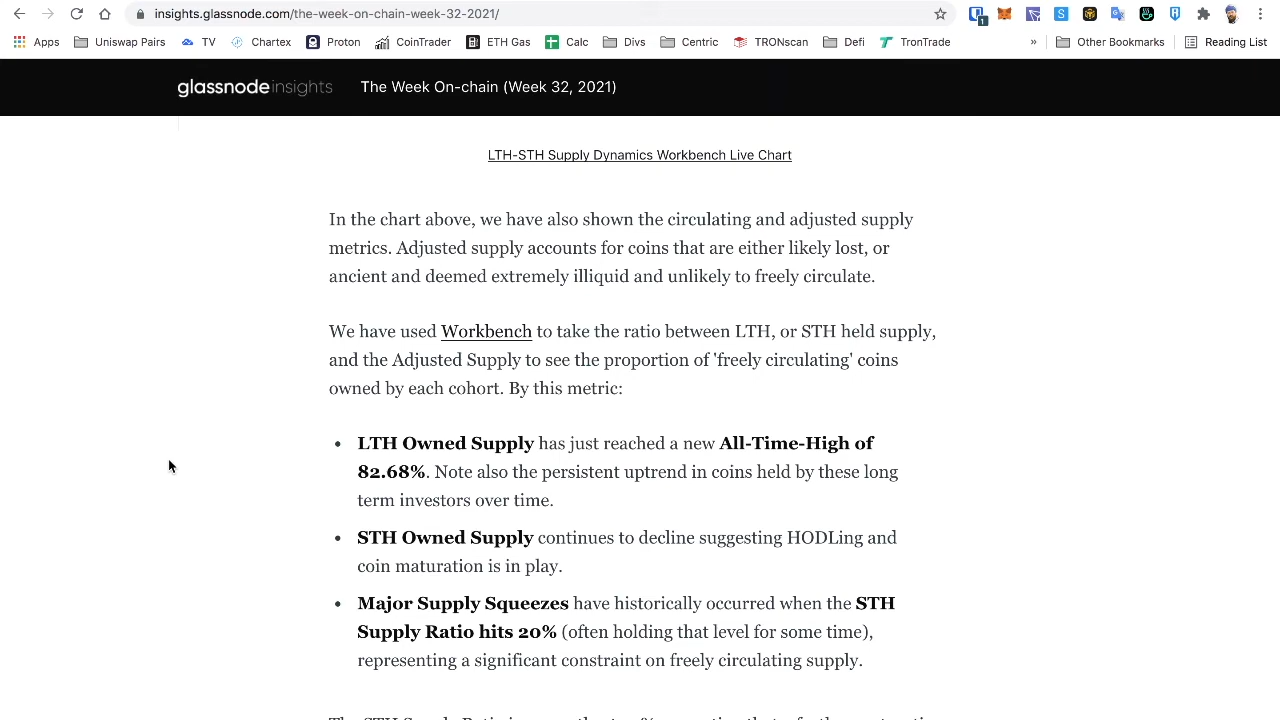 insights.glassnode.com/the-week-on-chain-week-32-2021/
Apps Uniswap Pairs TV Chartex Proton CoinTrader ETH Gas Calc Divs Centric TRONscan Defi TronTrade » Other Bookmarks Reading List
glassnodeinsights The Week On-chain (Week 32, 2021)
LTH-STH Supply Dynamics Workbench Live Chart
In the chart above, we have also shown the circulating and adjusted supply
metrics. Adjusted supply accounts for coins that are either likely lost, or
ancient and deemed extremely illiquid and unlikely to freely circulate.
We have used Workbench to take the ratio between LTH, or STH held supply,
and the Adjusted Supply to see the proportion of 'freely circulating' coins
owned by each cohort. By this metric:
• LTH Owned Supply has just reached a new All-Time-High of
82.68%. Note also the persistent uptrend in coins held by these long
term investors over time.
• STH Owned Supply continues to decline suggesting HODLing and
coin maturation is in play.
• Major Supply Squeezes have historically occurred when the STH
Supply Ratio hits 20% (often holding that level for some time),
representing a significant constraint on freely circulating supply.